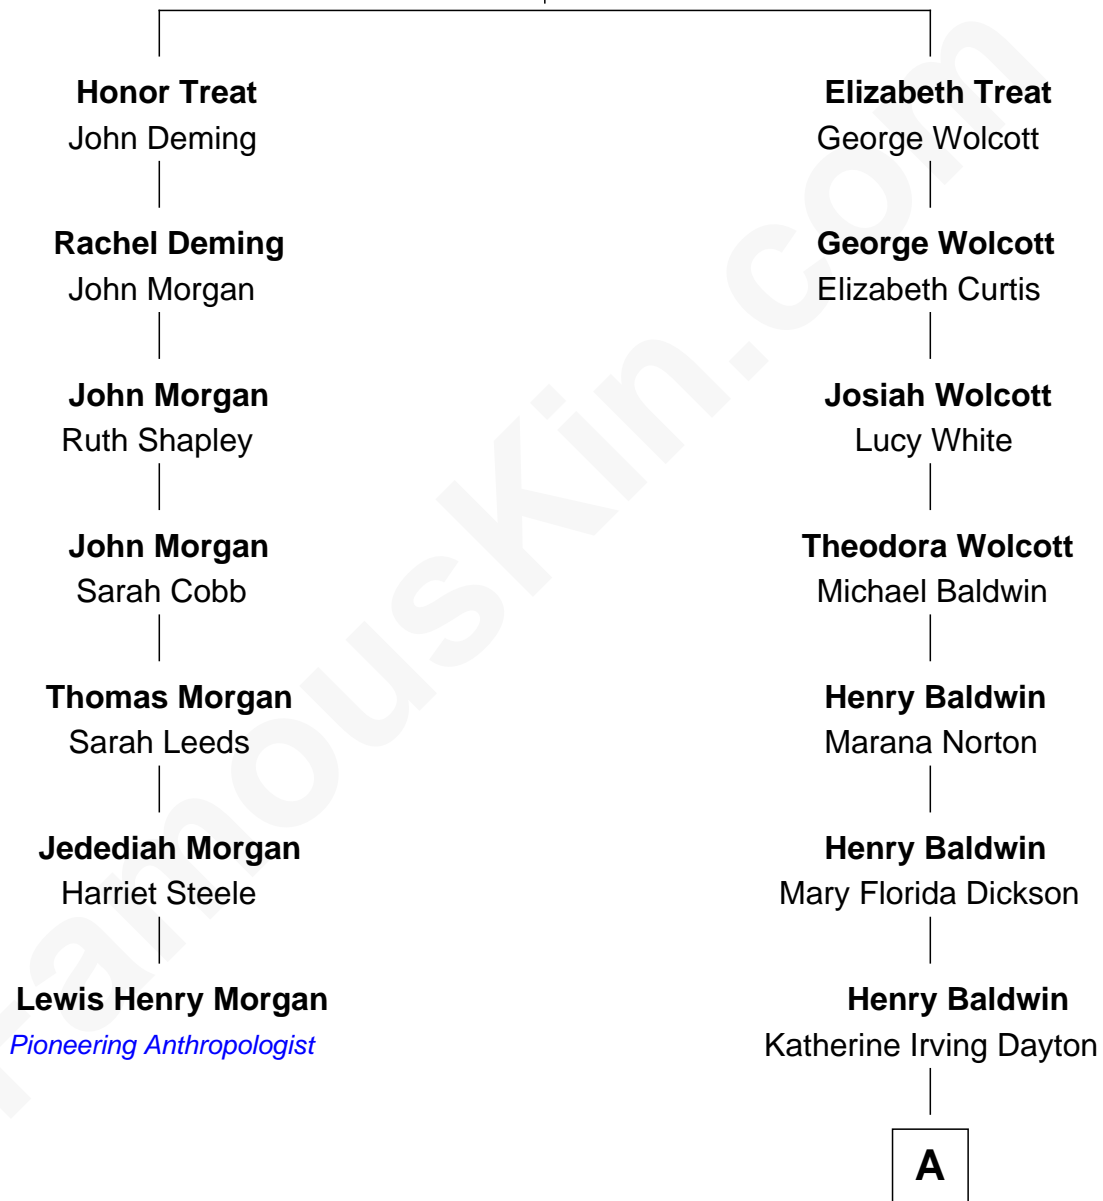 Honor Treat
John Deming
Rachel Deming
John Morgan
John Morgan
Ruth Shapley
John Morgan
Sarah Cobb
Thomas Morgan
Sarah Leeds
Jedediah Morgan
Harriet Steele
Lewis Henry Morgan
Pioneering Anthropologist
Elizabeth Treat
George Wolcott
George Wolcott
Elizabeth Curtis
Josiah Wolcott
Lucy White
Theodora Wolcott
Michael Baldwin
Henry Baldwin
Marana Norton
Henry Baldwin
Mary Florida Dickson
Henry Baldwin
Katherine Irving Dayton
A
FamousKin.com